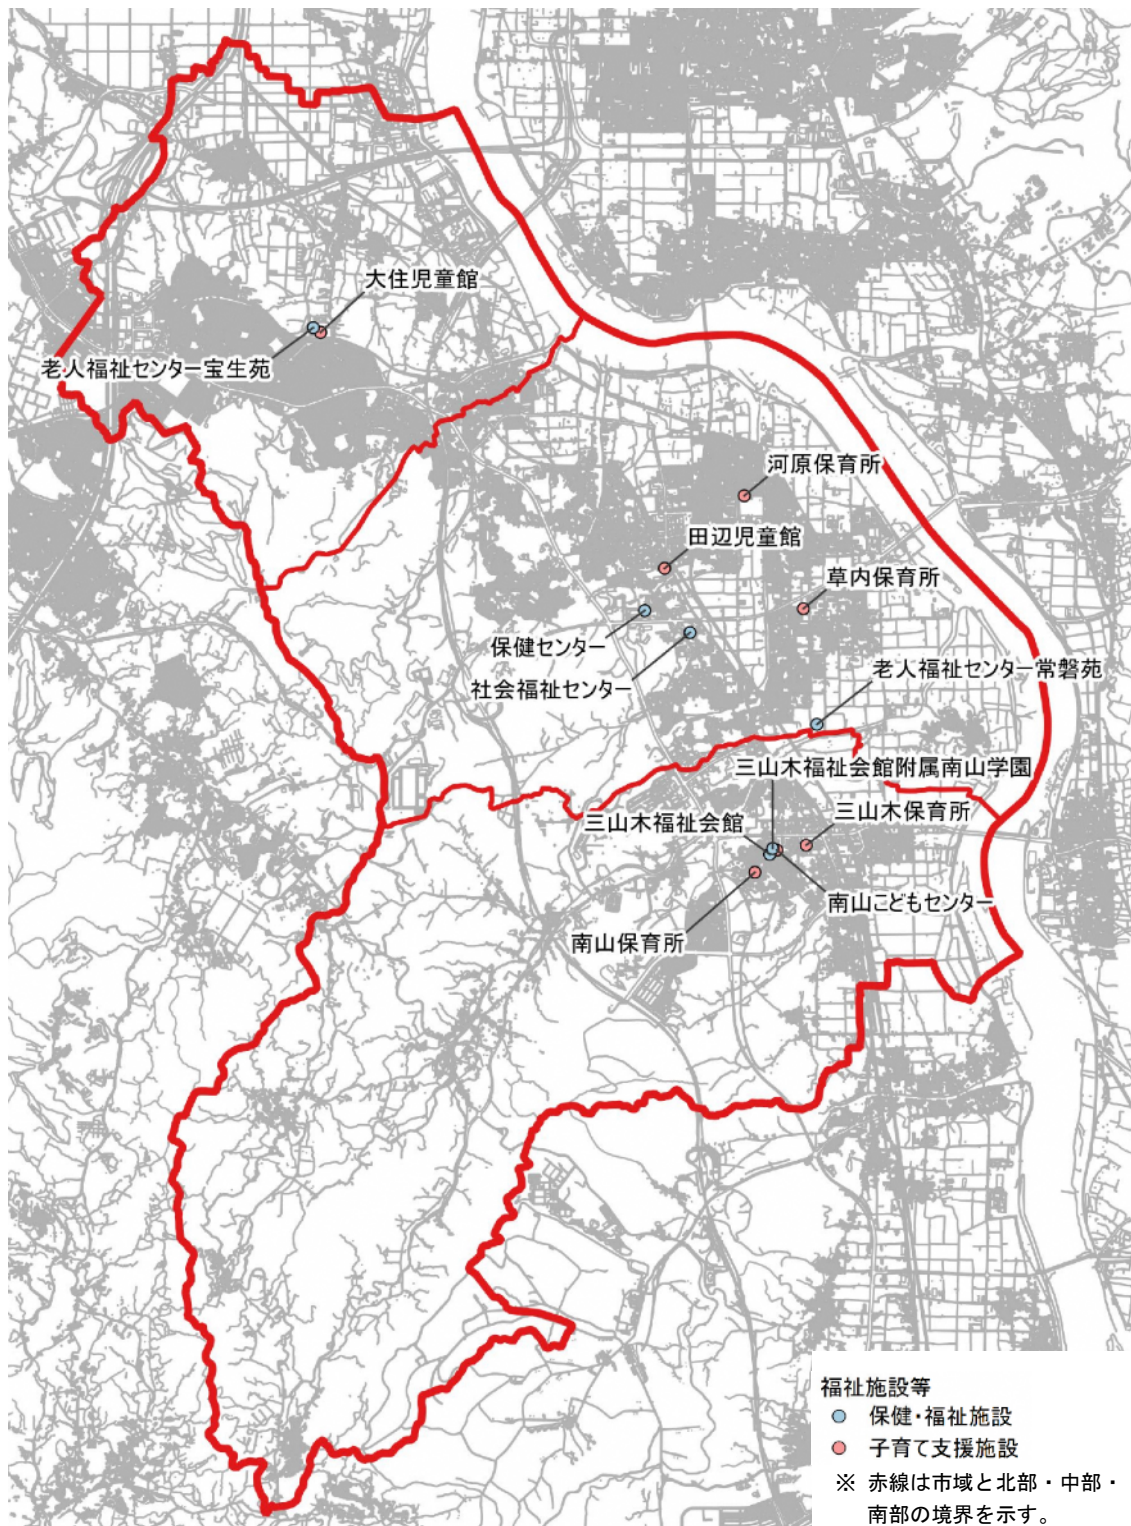 大住児童館
老人福祉センター宝生苑
河原保育所
田辺児童館
草内保育所
保健センター
老人福祉センター常磐苑
社会福祉センター
三山木福祉会館附属南山学園
三山木保育所
三山木福祉会館
南山こどもセンター
南山保育所
福祉施設等
保健・福祉施設
子育て支援施設
※ 赤線は市域と北部・中部・
南部の境界を示す。